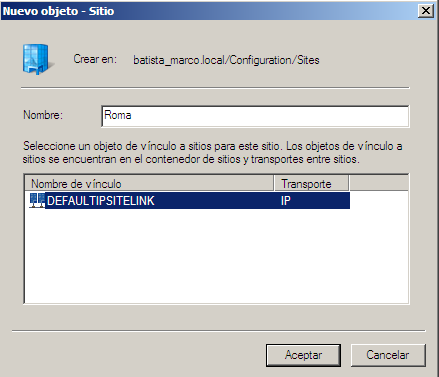 Nuevo objeto - Sitio
Crear en: batista_marco.local/Configuration/Sites
Nombre: Roma
Seleccione un objeto de vínculo a sitios para este sitio. Los objetos de vínculo a
sitios se encuentran en el contenedor de sitios y transportes entre sitios.
Nombre de vínculo Transporte
DEFAULTIPSITELINK IP
Aceptar Cancelar